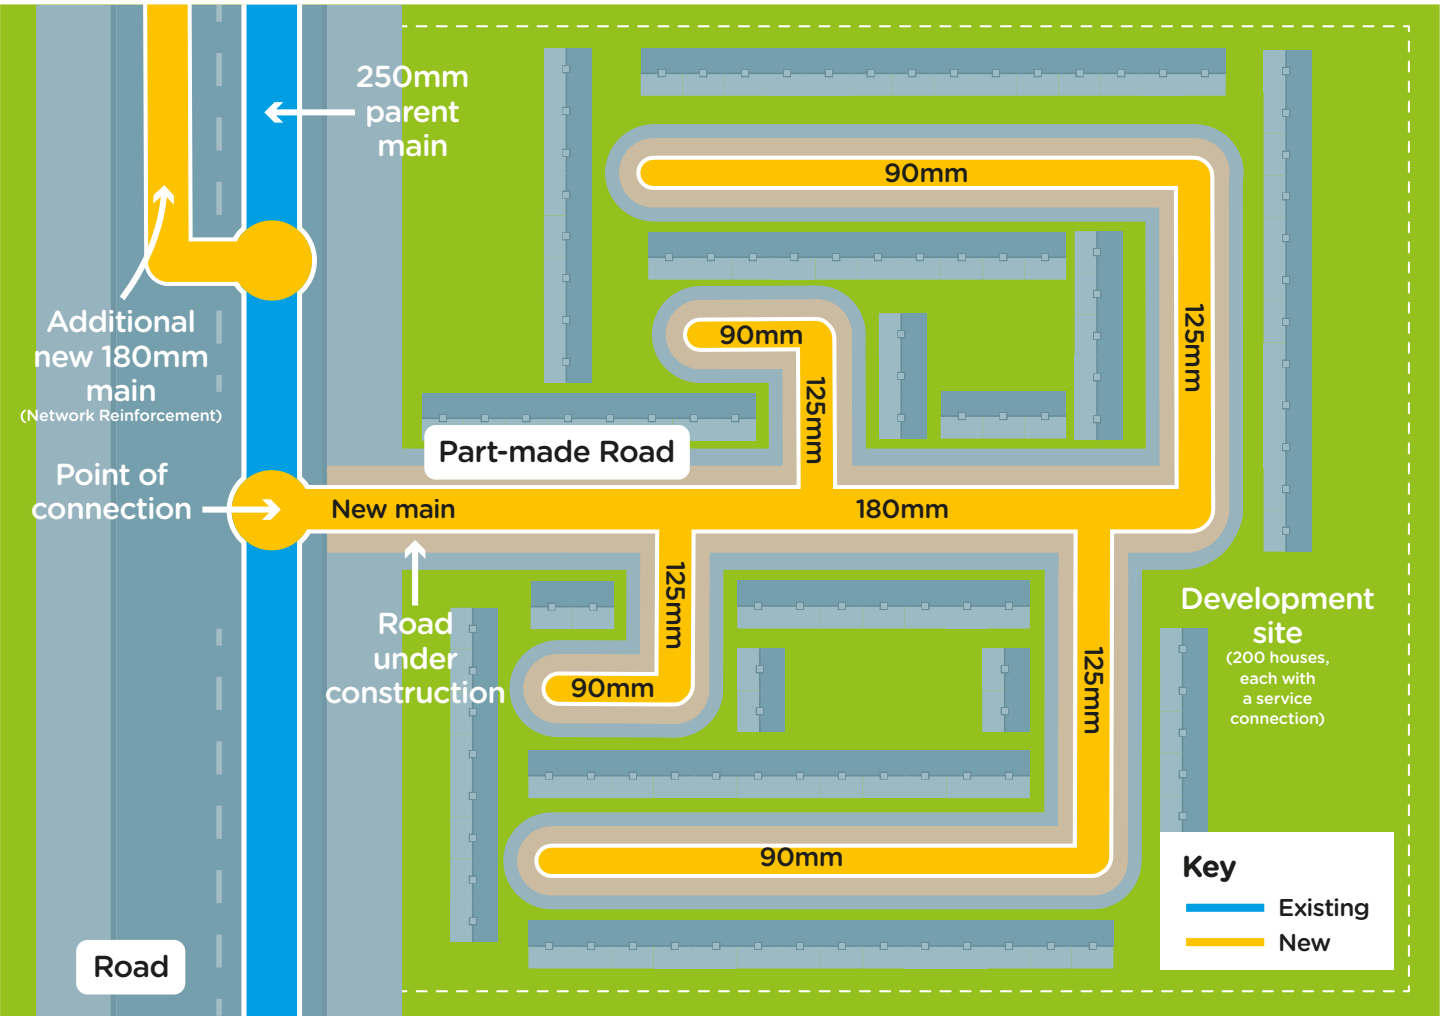 250mm
parent
main
90mm
Additional
new 180mm
main
(Network Reinforcement)
90mm
125mm
125mm
Part-made Road
Point of
connection
New main
180mm
125mm
Road
under
construction
90mm
125mm
Development
site
(200 houses,
each with
a service
connection)
90mm
Key
Existing
New
Road